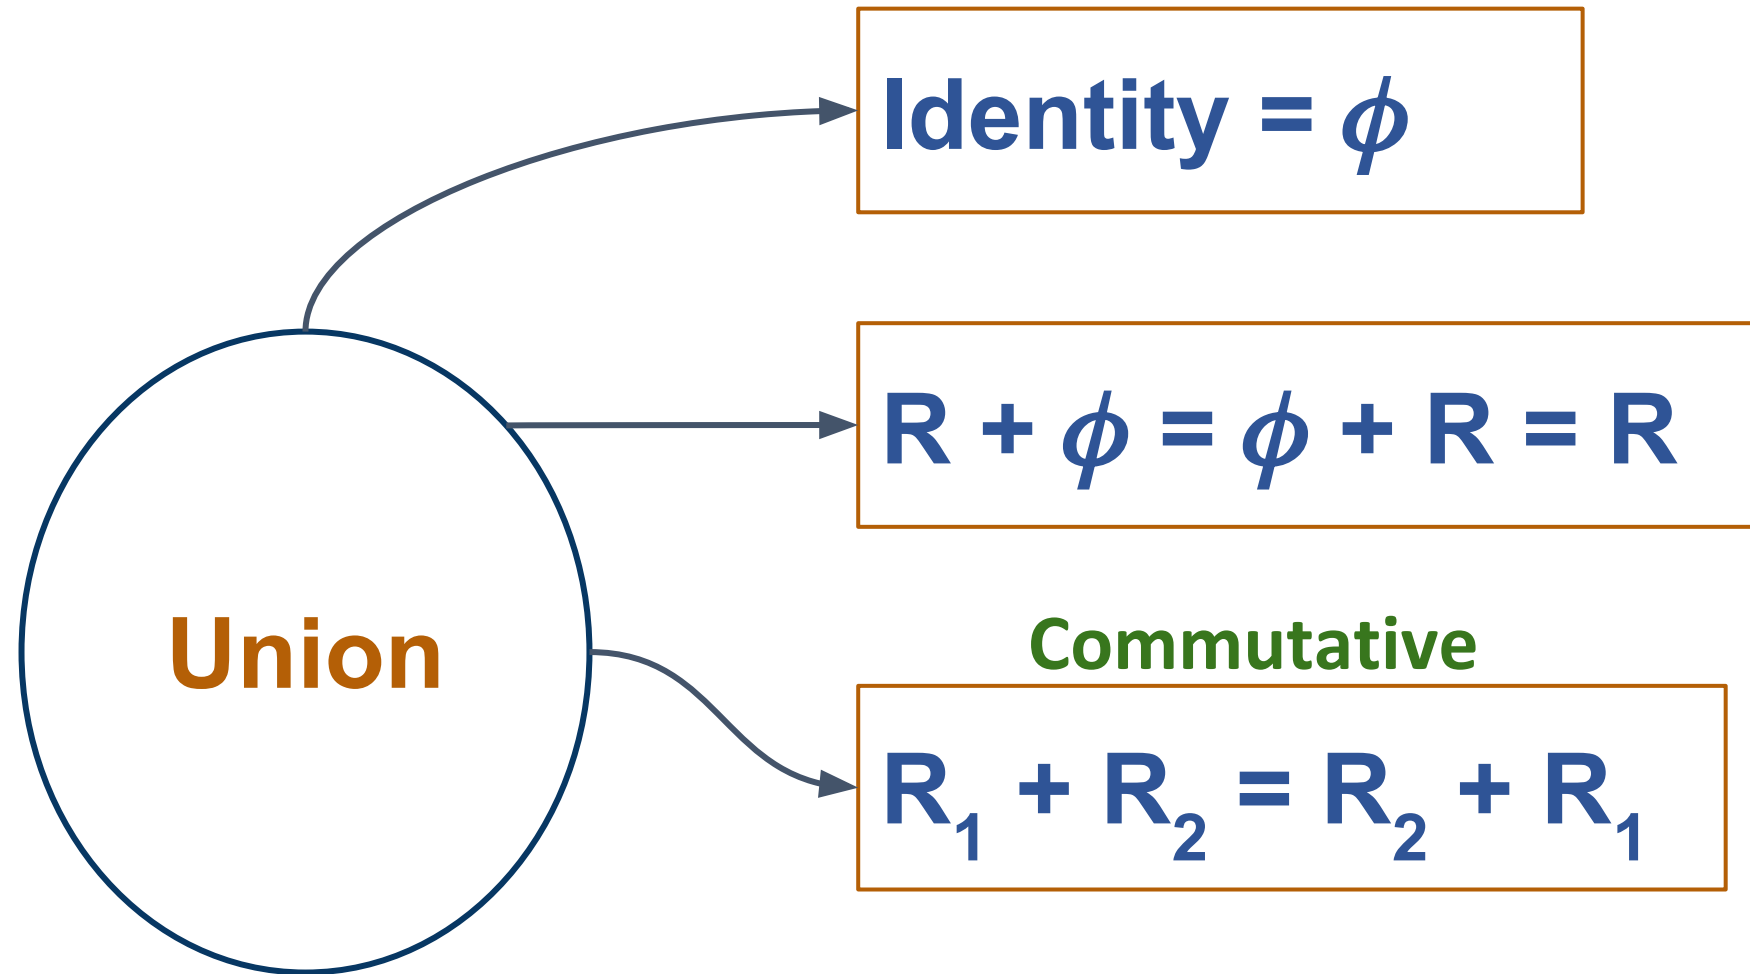 Identity = ϕ
R + ϕ = ϕ + R = R
Union
Commutative
R₁ + R₂ = R₂ + R₁